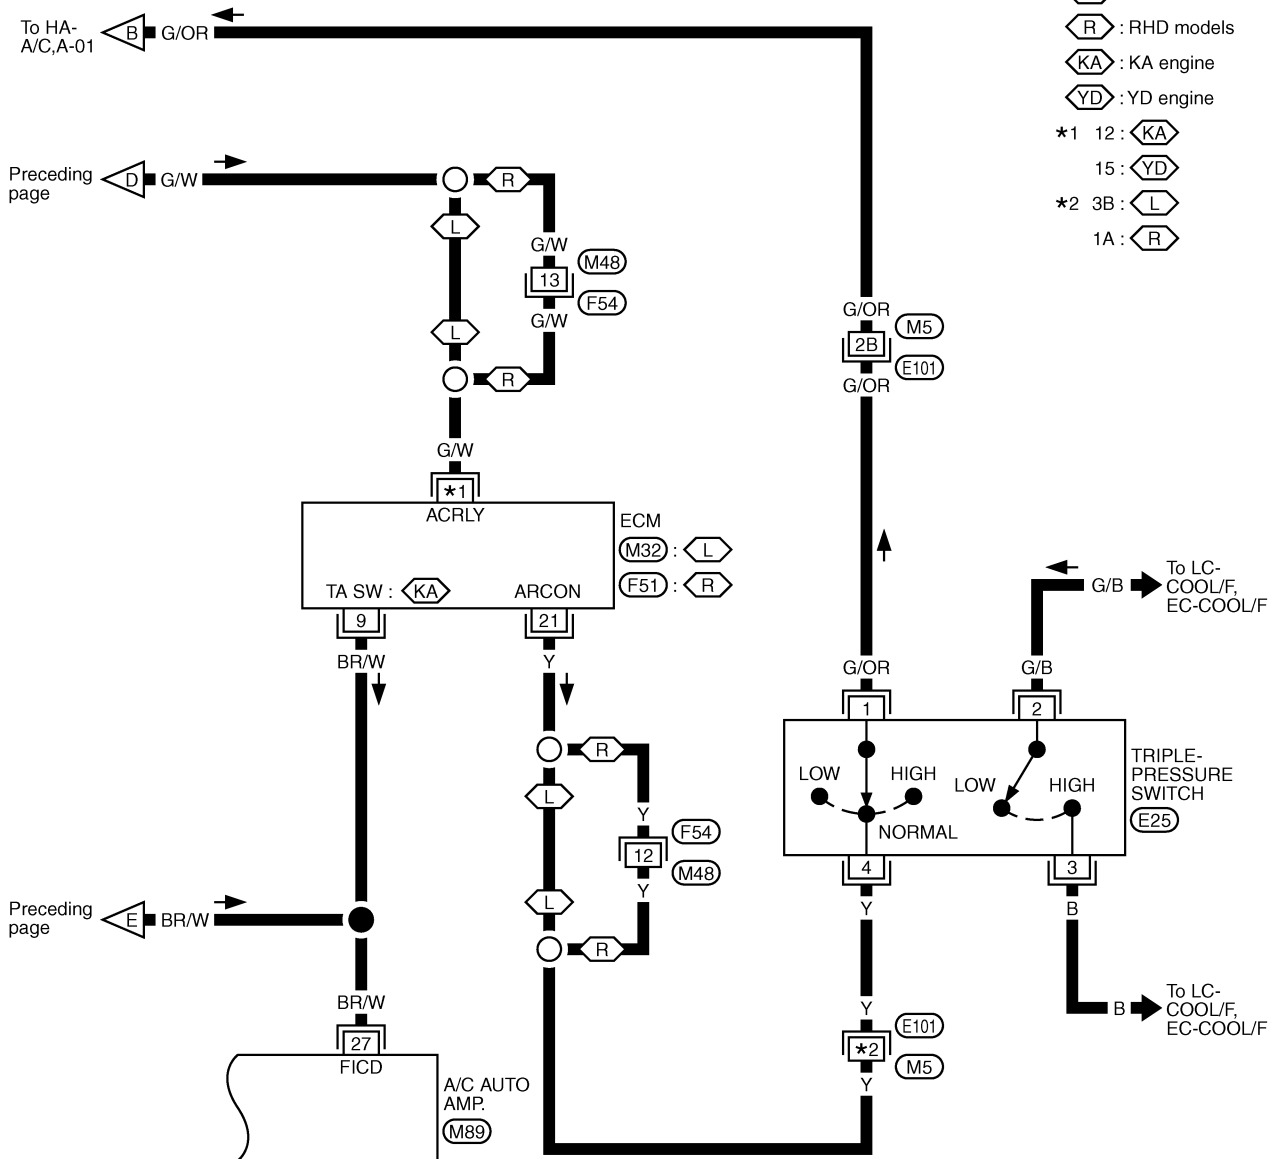 To HA-
A/C,A-01
B
G/OR
R : RHD models
KA : KA engine
YD : YD engine
*1 12 : KA
15 : YD
*2 3B : L
1A : R
Preceding
page
D
G/W
R
L
G/W
M48
13
F54
G/W
L
R
G/W
*1
ACRLY
ECM
M32 : L
F51 : R
TA SW : KA
ARCON
9
21
BR/W
Y
G/OR
M5
2B
E101
G/OR
G/OR
1
G/B
To LC-
COOL/F,
EC-COOL/F
G/B
2
LOW
HIGH
NORMAL
LOW
HIGH
TRIPLE-
PRESSURE
SWITCH
E25
4
3
Y
B
R
L
Y
F54
12
M48
Y
L
R
Preceding
page
E
BR/W
BR/W
27
FICD
A/C AUTO
AMP.
M89
Y
E101
*2
M5
Y
B
To LC-
COOL/F,
EC-COOL/F